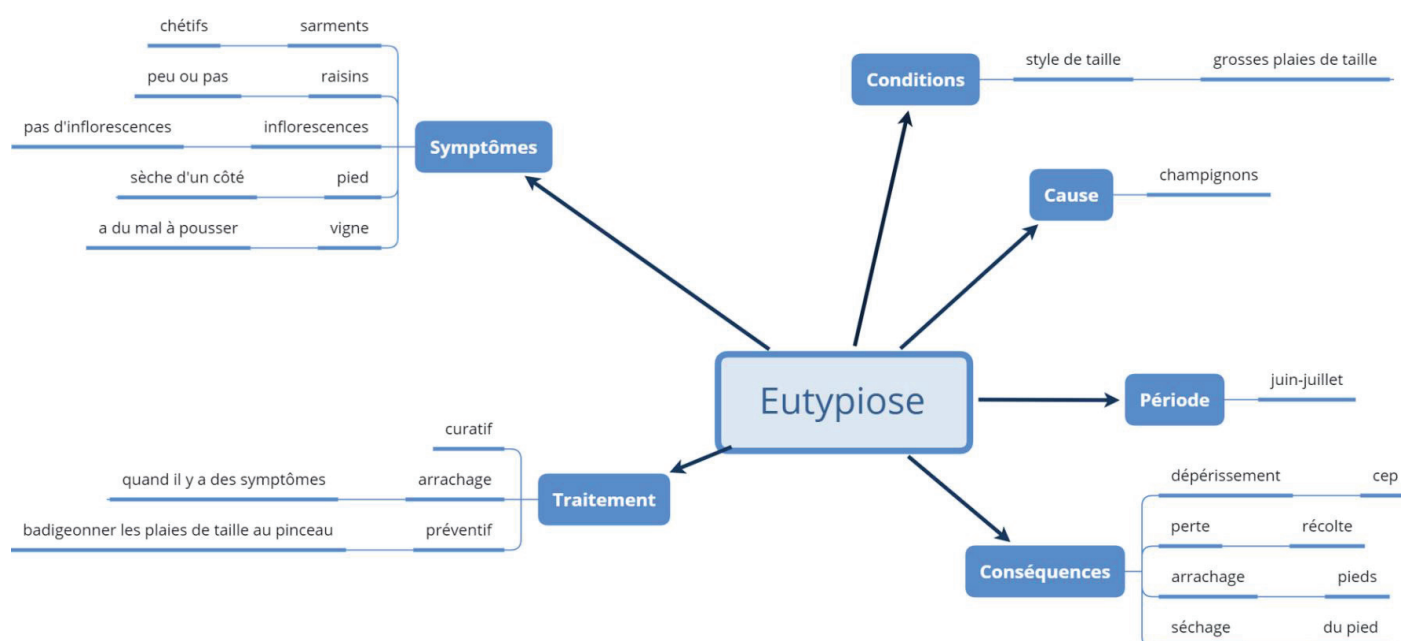 Eutypiose
Symptômes
sarments
chétifs
raisins
peu ou pas
inflorescences
pas d'inflorescences
pied
sèche d'un côté
vigne
a du mal à pousser
Conditions
style de taille
grosses plaies de taille
Cause
champignons
Période
juin-juillet
Conséquences
dépérissement
cep
perte
récolte
arrachage
pieds
séchage
du pied
Traitement
curatif
arrachage
quand il y a des symptômes
préventif
badigeonner les plaies de taille au pinceau